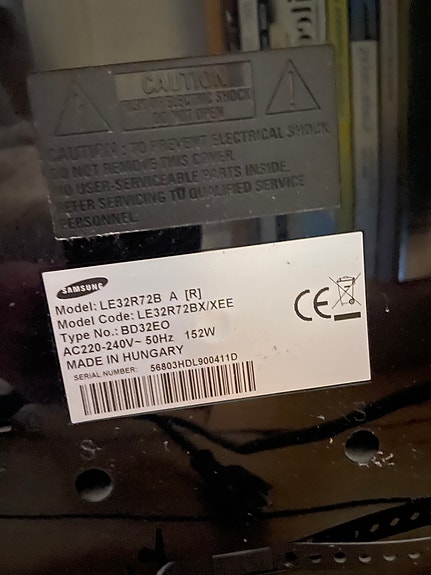 CAUTION
RISK OF ELECTRIC SHOCK
DO NOT OPEN
CAUTION : TO PREVENT ELECTRICAL SHOCK,
DO NOT REMOVE THIS COVER.
NO USER-SERVICEABLE PARTS INSIDE.
REFER SERVICING TO QUALIFIED SERVICE
PERSONNEL.
SAMSUNG
Model: LE32R72B A [R]
Model Code: LE32R72BX/XEE
Type No.: BD32EO
AC220-240V~ 50Hz 152W
MADE IN HUNGARY
SERIAL NUMBER: 56803HDL900411D
CE
S
S